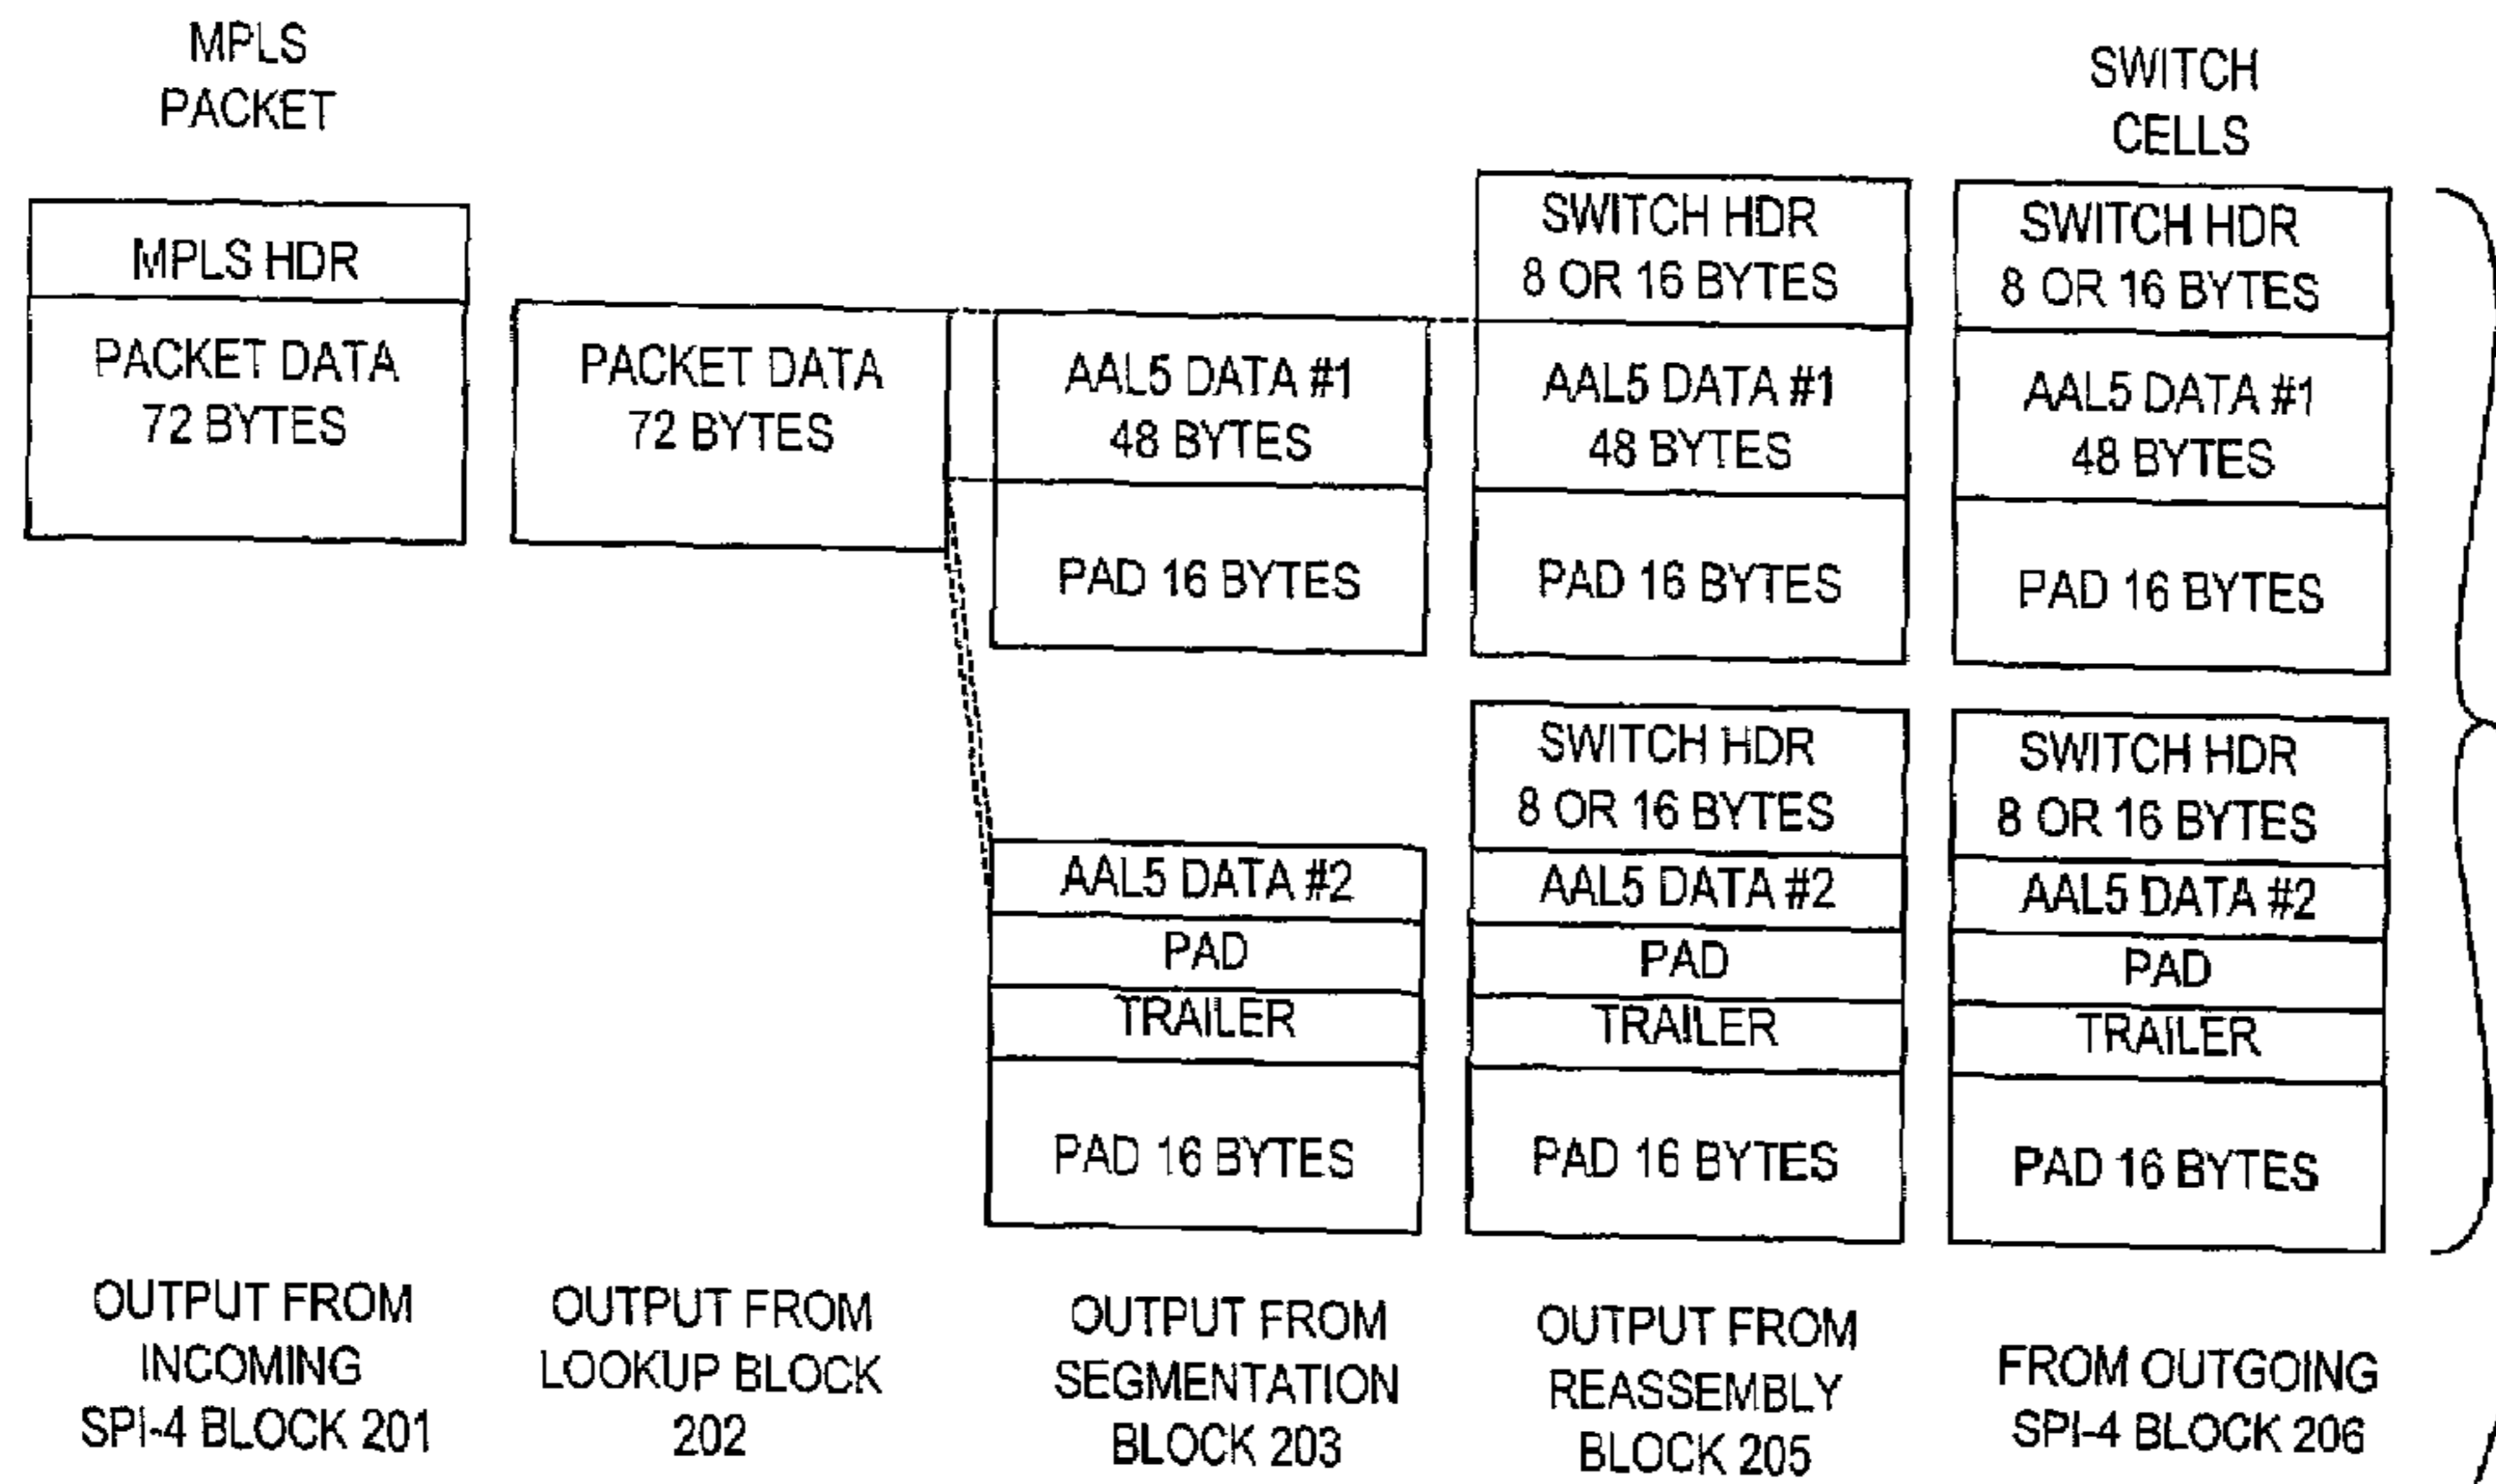 MPLS
PACKET
MPLS HDR
PACKET DATA
72 BYTES
OUTPUT FROM
INCOMING
SPI-4 BLOCK 201
PACKET DATA
72 BYTES
OUTPUT FROM
LOOKUP BLOCK
202
AAL5 DATA #1
48 BYTES
PAD 16 BYTES
AAL5 DATA #2
PAD
TRAILER
PAD 16 BYTES
OUTPUT FROM
SEGMENTATION
BLOCK 203
SWITCH HDR
8 OR 16 BYTES
AAL5 DATA #1
48 BYTES
PAD 16 BYTES
SWITCH HDR
8 OR 16 BYTES
AAL5 DATA #2
PAD
TRAILER
PAD 16 BYTES
OUTPUT FROM
REASSEMBLY
BLOCK 205
SWITCH
CELLS
SWITCH HDR
8 OR 16 BYTES
AAL5 DATA #1
48 BYTES
PAD 16 BYTES
SWITCH HDR
8 OR 16 BYTES
AAL5 DATA #2
PAD
TRAILER
PAD 16 BYTES
FROM OUTGOING
SPI-4 BLOCK 206